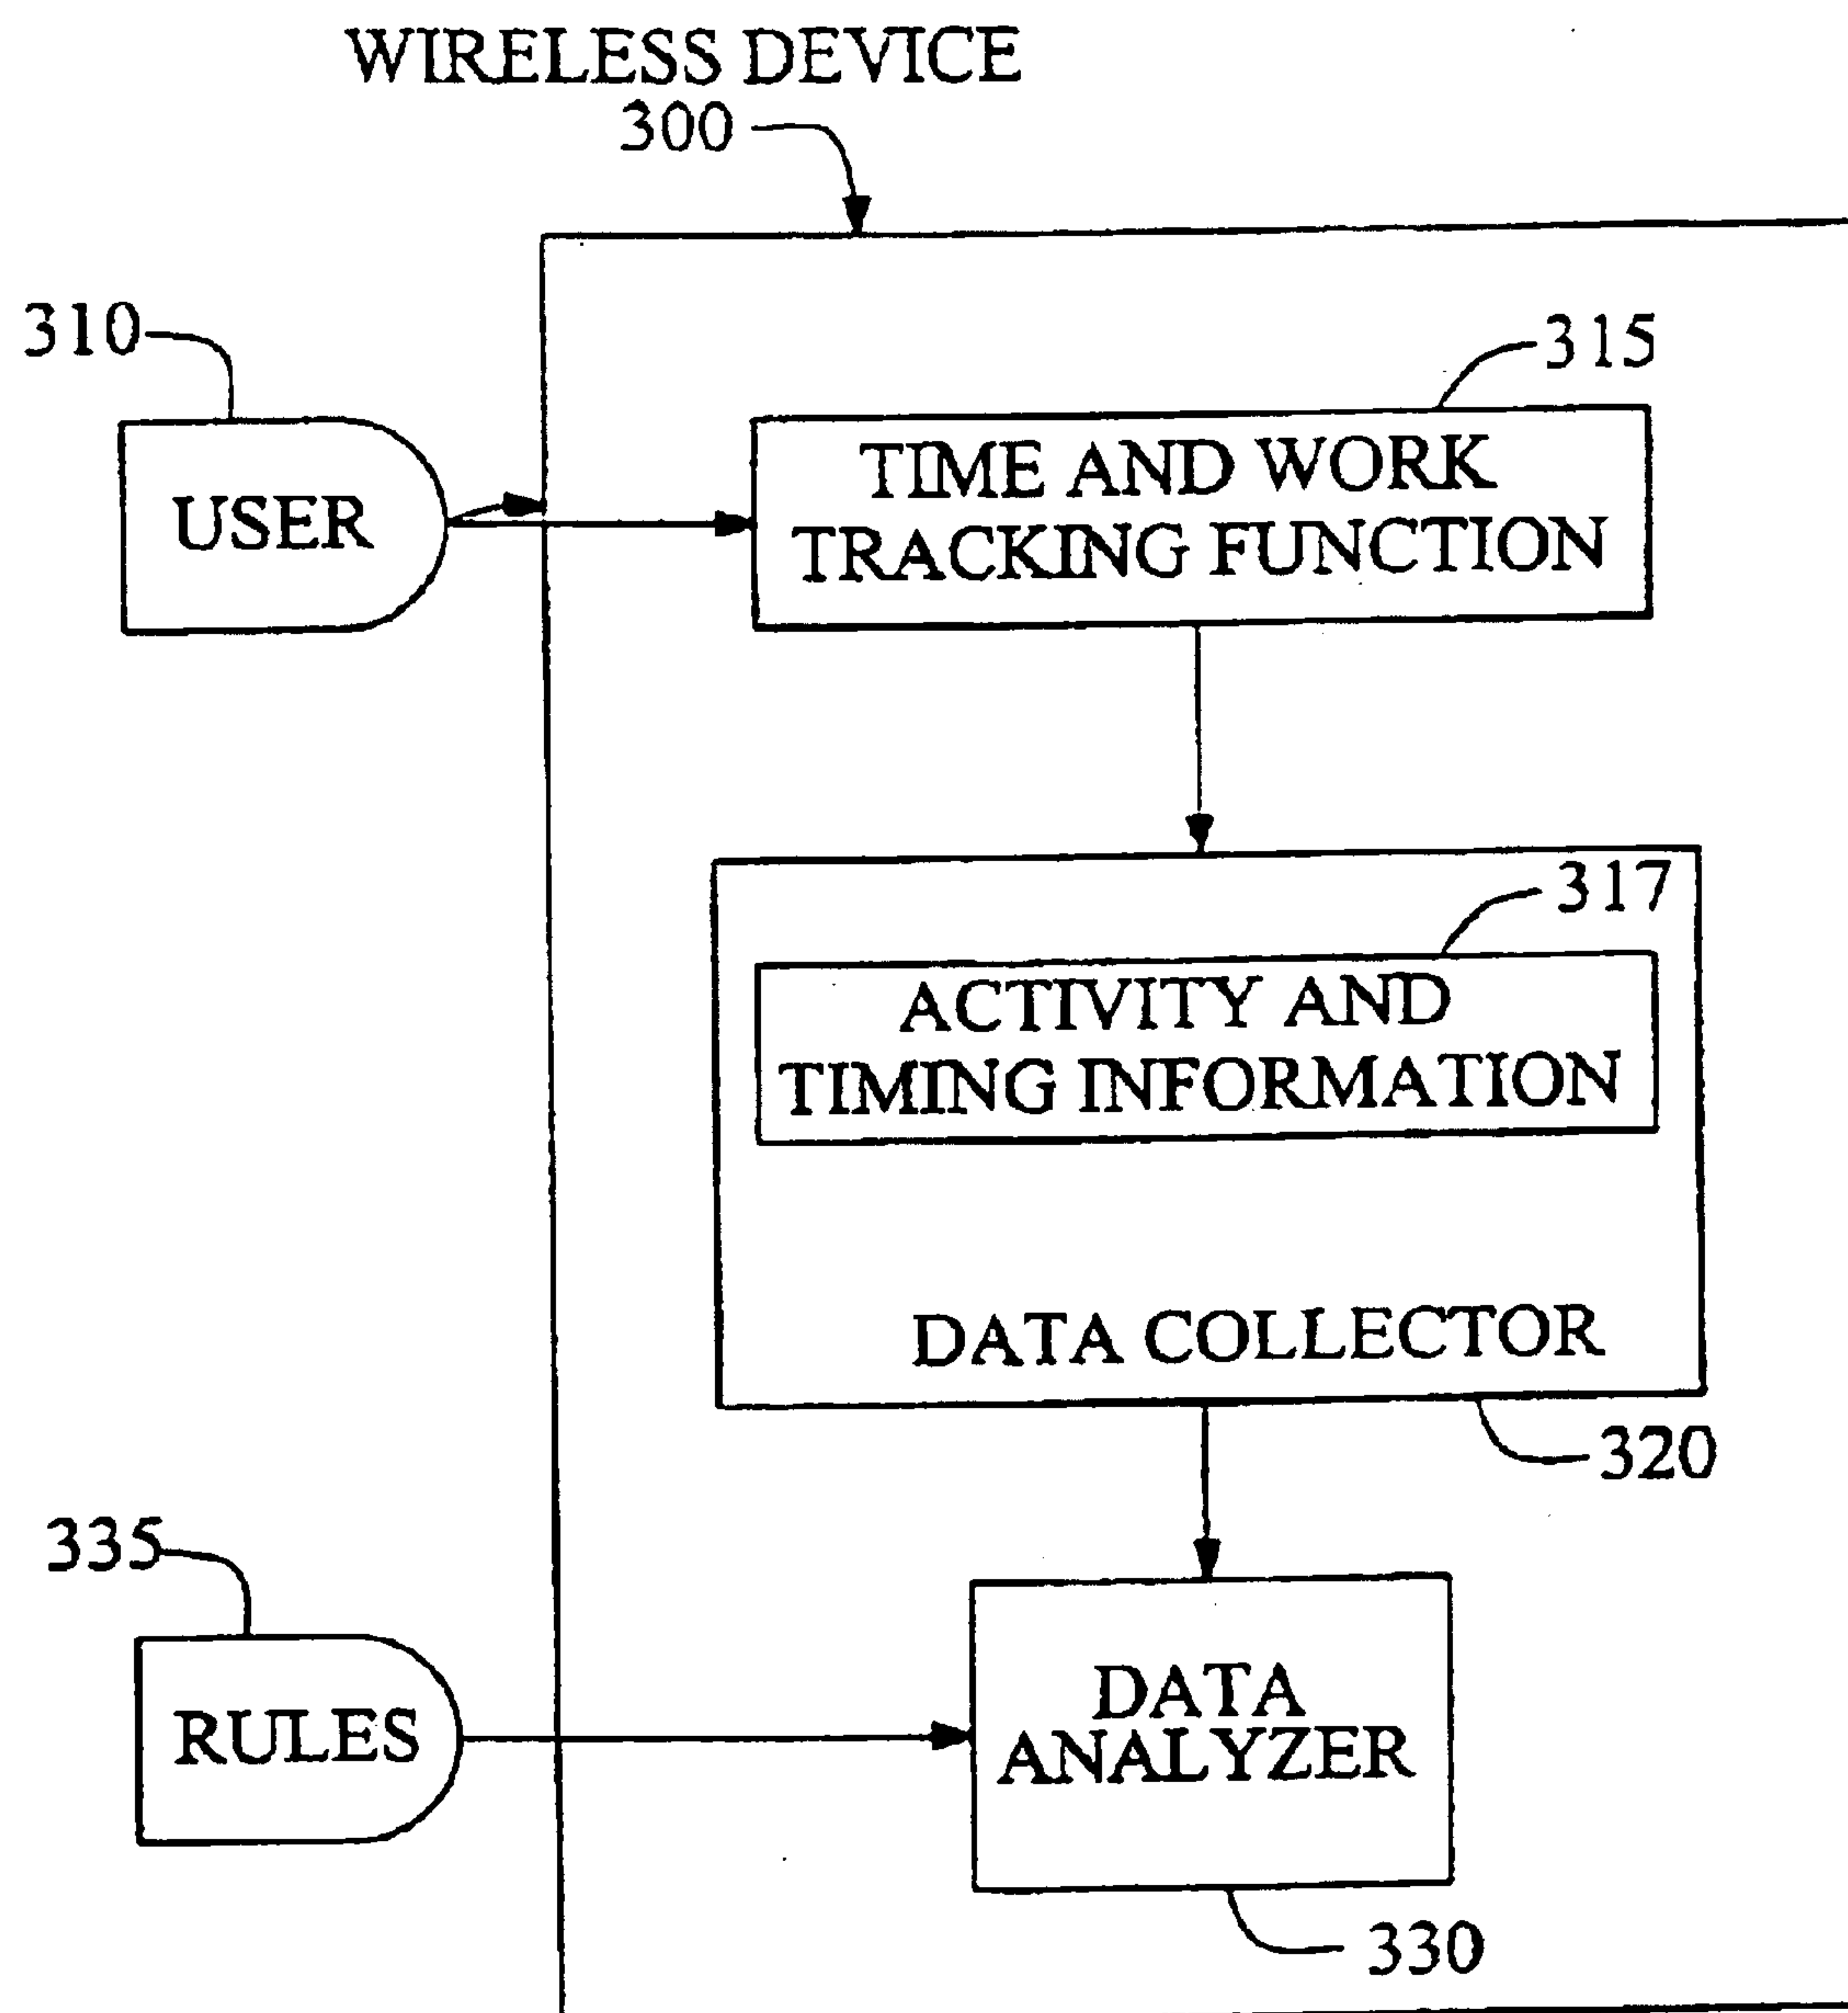 WIRELESS DEVICE
300
310
315
USER
TIME AND WORK
TRACKING FUNCTION
317
ACTIVITY AND
TIMING INFORMATION
DATA COLLECTOR
320
335
RULES
DATA
ANALYZER
330